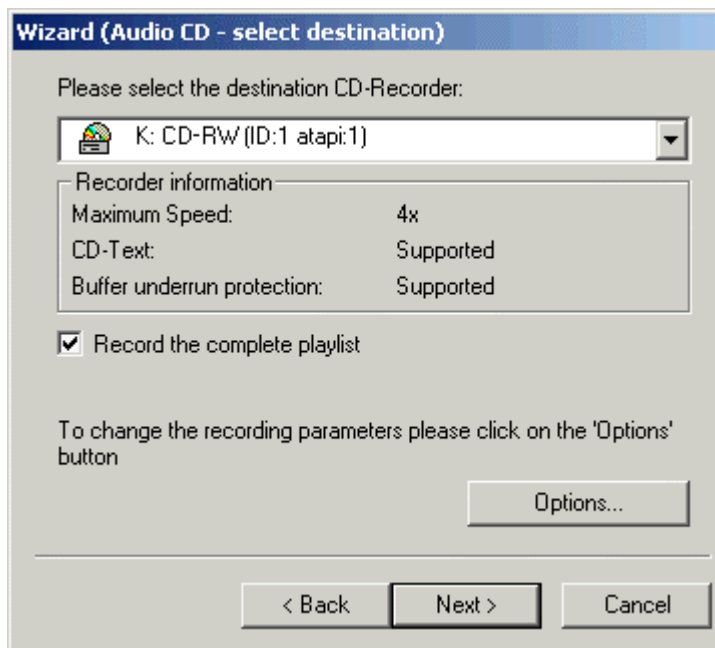 Wizard (Audio CD - select destination)
Please select the destination CD-Recorder:
K: CD-RW (ID:1 atapi:1)
Recorder information
Maximum Speed: 4x
CD-Text: Supported
Buffer underrun protection: Supported
Record the complete playlist
To change the recording parameters please click on the 'Options'
button
Options...
< Back Next > Cancel